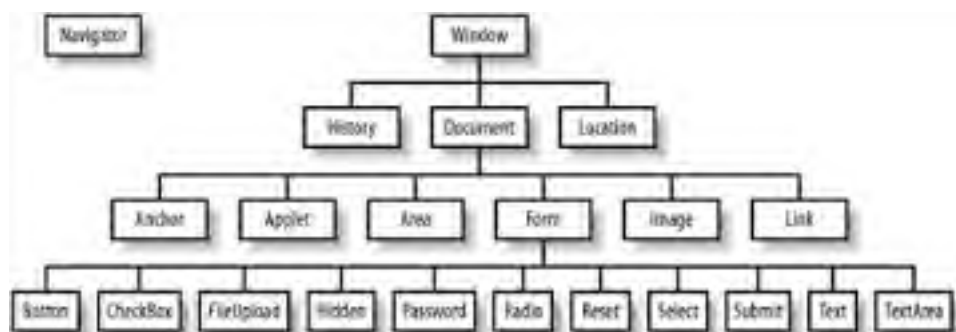 Navigator Window
History Document Location
Anchor Applet Area Form Image Link
Button CheckBox FileUpload Hidden Password Radio Reset Select Submit Text TextArea